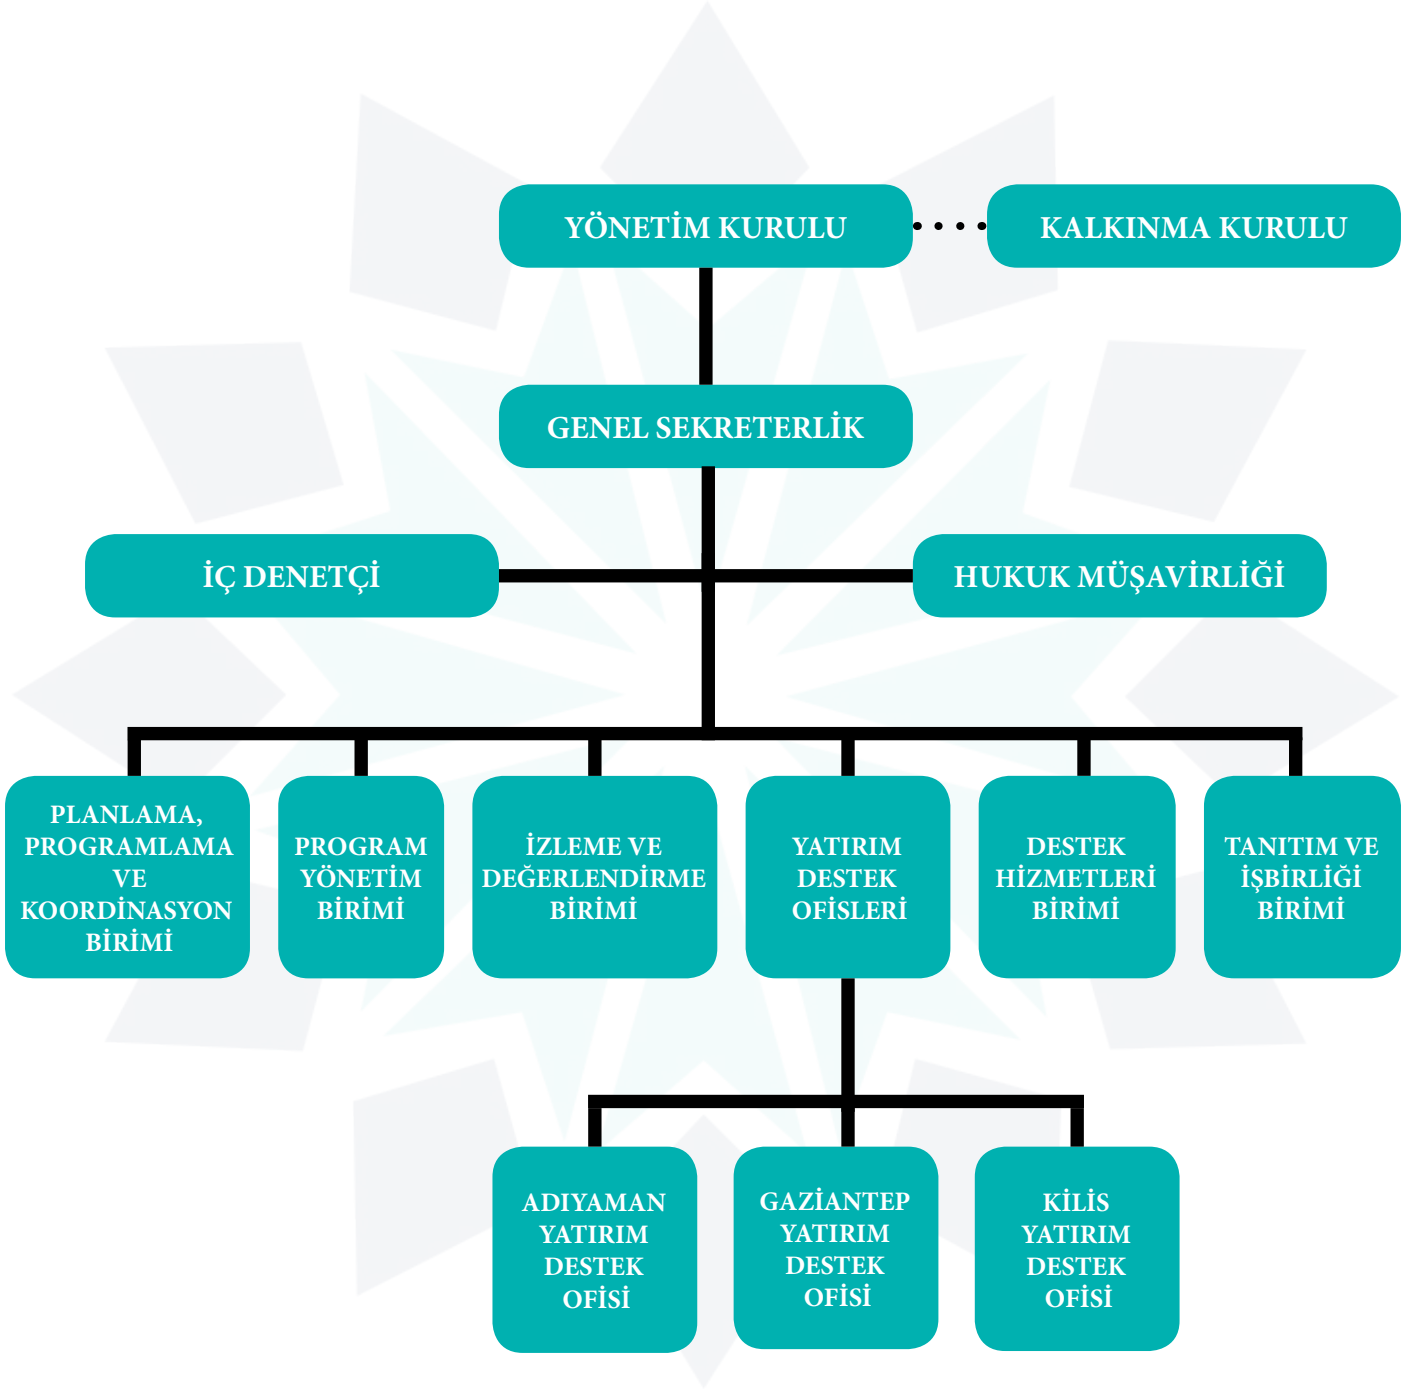 YÖNETİM KURULU
KALKINMA KURULU
GENEL SEKRETERLİK
İÇ DENETÇİ
HUKUK MÜŞAVİRLİĞİ
PLANLAMA,
PROGRAMLAMA
VE
KOORDİNASYON
BİRİMİ
PROGRAM
YÖNETİM
BİRİMİ
İZLEME VE
DEĞERLENDİRME
BİRİMİ
YATIRIM
DESTEK
OFİSLERİ
DESTEK
HİZMETLERİ
BİRİMİ
TANITIM VE
İŞBİRLİĞİ
BİRİMİ
ADIYAMAN
YATIRIM
DESTEK
OFİSİ
GAZİANTEP
YATIRIM
DESTEK
OFİSİ
KİLİS
YATIRIM
DESTEK
OFİSİ